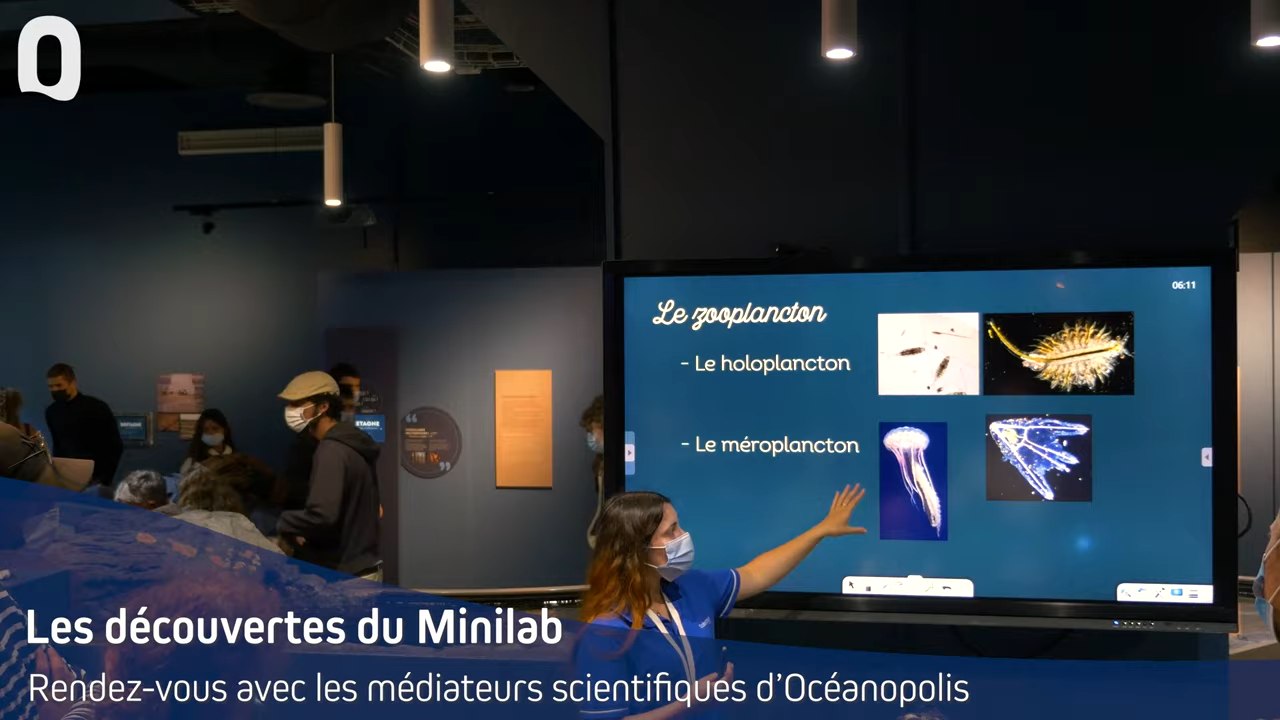 06:11
Le zooplancton
- Le holoplancton
- Le méroplancton
Les découvertes du Minilab
Rendez-vous avec les médiateurs scientifiques d'Océanopolis